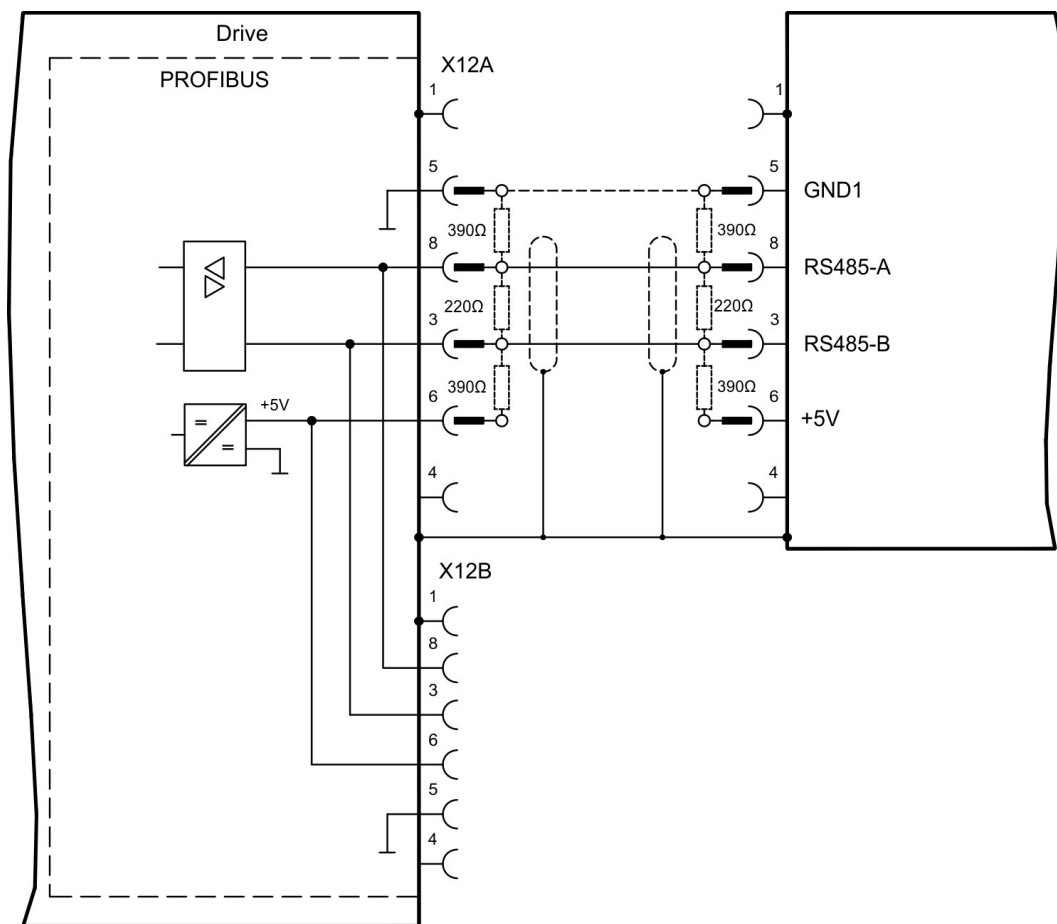 Drive
PROFIBUS
X12A
1
1
5
5
GND1
390Ω
390Ω
8
8
RS485-A
220Ω
220Ω
3
3
RS485-B
390Ω
390Ω
6
6
+5V
+5V
4
4
X12B
1
8
3
6
5
4
=
=